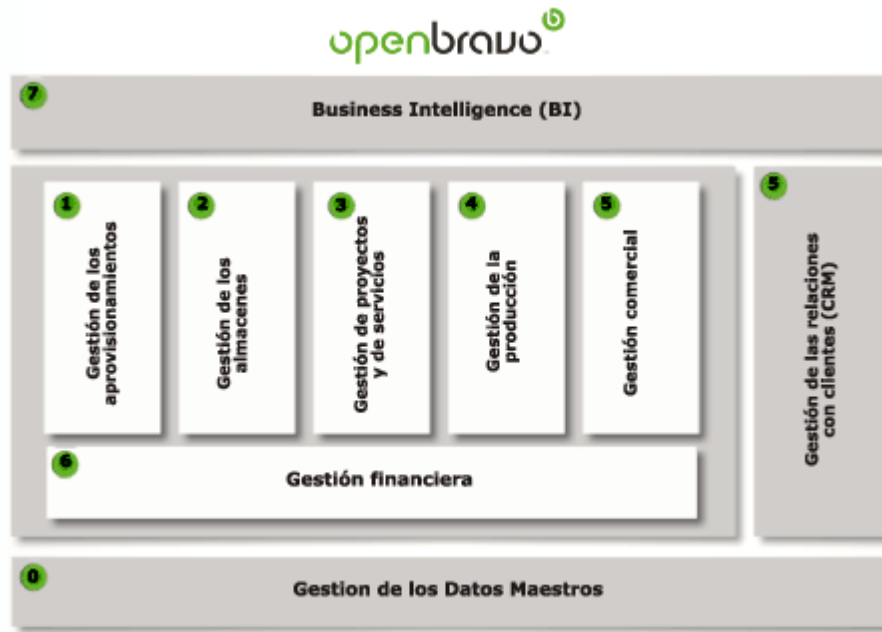 openbravo
7
Business Intelligence (BI)
1
Gestión de los
aprovisionamientos
2
Gestión de los
almacenes
3
Gestión de proyectos
y de servicios
4
Gestión de la
producción
5
Gestión comercial
5
Gestión de las relaciones
con clientes (CRM)
6
Gestión financiera
0
Gestion de los Datos Maestros